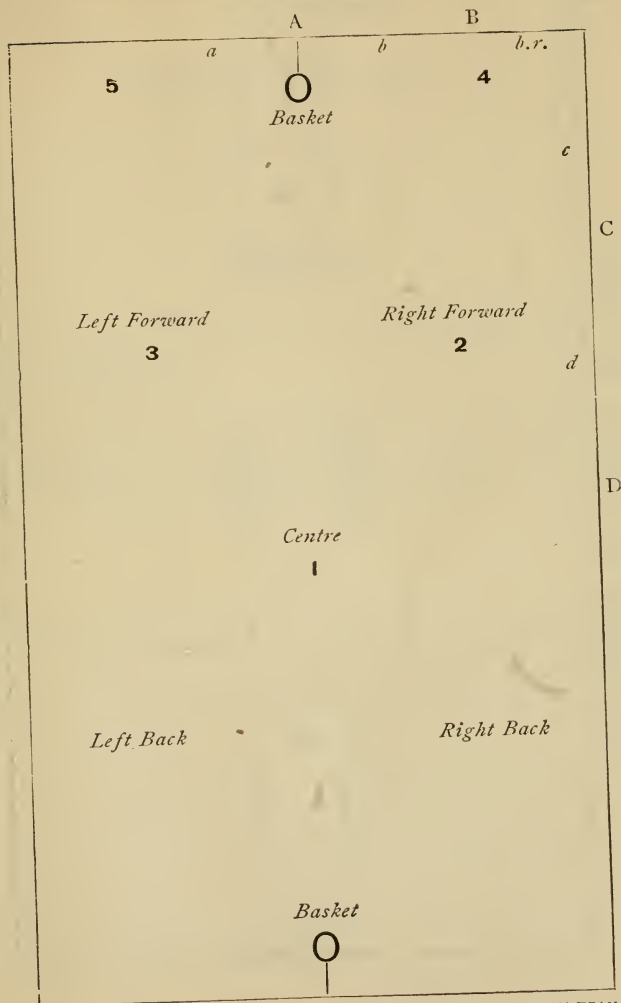 A B
a b b.r.
5 4
Basket
c
C
Left Forward Right Forward
3 2
d
D
Centre
1
Left Back Right Back
Basket